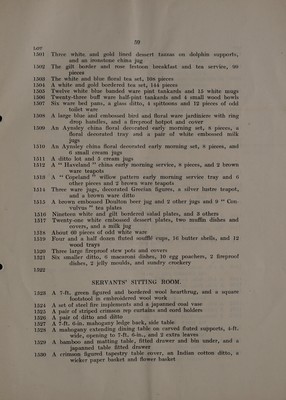 59
LOT
1501 Three white and gold lined dessert tazzas on dolphin supports,
and an ironstone china jug
1502 The gilt border and rose festoon breakfast and tea service, 90
pieces
1503 The white and blue floral tea set, 108 pieces
1504 A white and gold bordered tea set, 114 pieces
1505 Twelve white blue banded ware pint tankards and 15 white mugs
1506 Twenty-three buff ware half-pint tankards and 4 small wood bowls
1507 Six ware bed pans, a glass ditto, 4 spittoons and 12 pieces of odd
toilet ware
1508 A large blue and embossed bird and floral ware jardiniere with ring
drop handles, and a fireproof hotpot and cover
1509 An Aynsley china floral decorated early morning set, 8 pieces, a
floral decorated tray and a pair of white embossed milk
jugs
1510 An Aynsley china floral decorated early morning set, 8 pieces, and
6 small cream jugs
1511 A ditto lot and 3 cream jugs
1512 A " Haveland " china early morning service, 8 pieces, and 2 brown
ware teapots
1513 A " Copeland " willow pattern early morning service tray and 6
other pieces and 2 brown ware teapots
1514 Three ware jugs, decorated Grecian figures, a silver lustre teapot,
and a brown ware ditto
1515 A brown embossed Doulton beer jug and 2 other jugs and 9 " Con-
vulvus " tea plates
1516 Nineteen white and gilt bordered salad plates, and 3 others
1517 Twenty-one white embossed dessert plates, two muffin dishes and
covers, and a milk jug
1518 About 60 pieces of odd white ware
1519 Four and a half dozen fluted soufflé cups, 16 butter shells, and 12
wood trays
1520 Three large fireproof stew pots and covers
1521 Six smaller ditto, 6 macaroni dishes, 10 egg poachers, 2 fireproof
dishes, 2 jelly moulds, and sundry crockery
1522
SERVANTS' SITTING ROOM.
1523 A 7-ft. green figured and bordered wool hearthrug, and a square
footstool in embroidered wool work
1524 A set of steel fire implements and a japanned coal vase
1525 A pair of striped crimson rep curtains and cord holders
1526 A pair of ditto and ditto
1527 A 7-ft. 6-in. mahogany ledge back, side table
1528 A mahogany extending dining table on carved fluted supports, 4-ft.
wide, opening to 7-ft. 6-in., and 2 extra leaves
1529 A bamboo and matting table, fitted drawer and bin under, and a
japanned table fitted drawer
1530 A crimson figured tapestry table cover, an Indian cotton ditto, a
wicker paper basket and flower basket